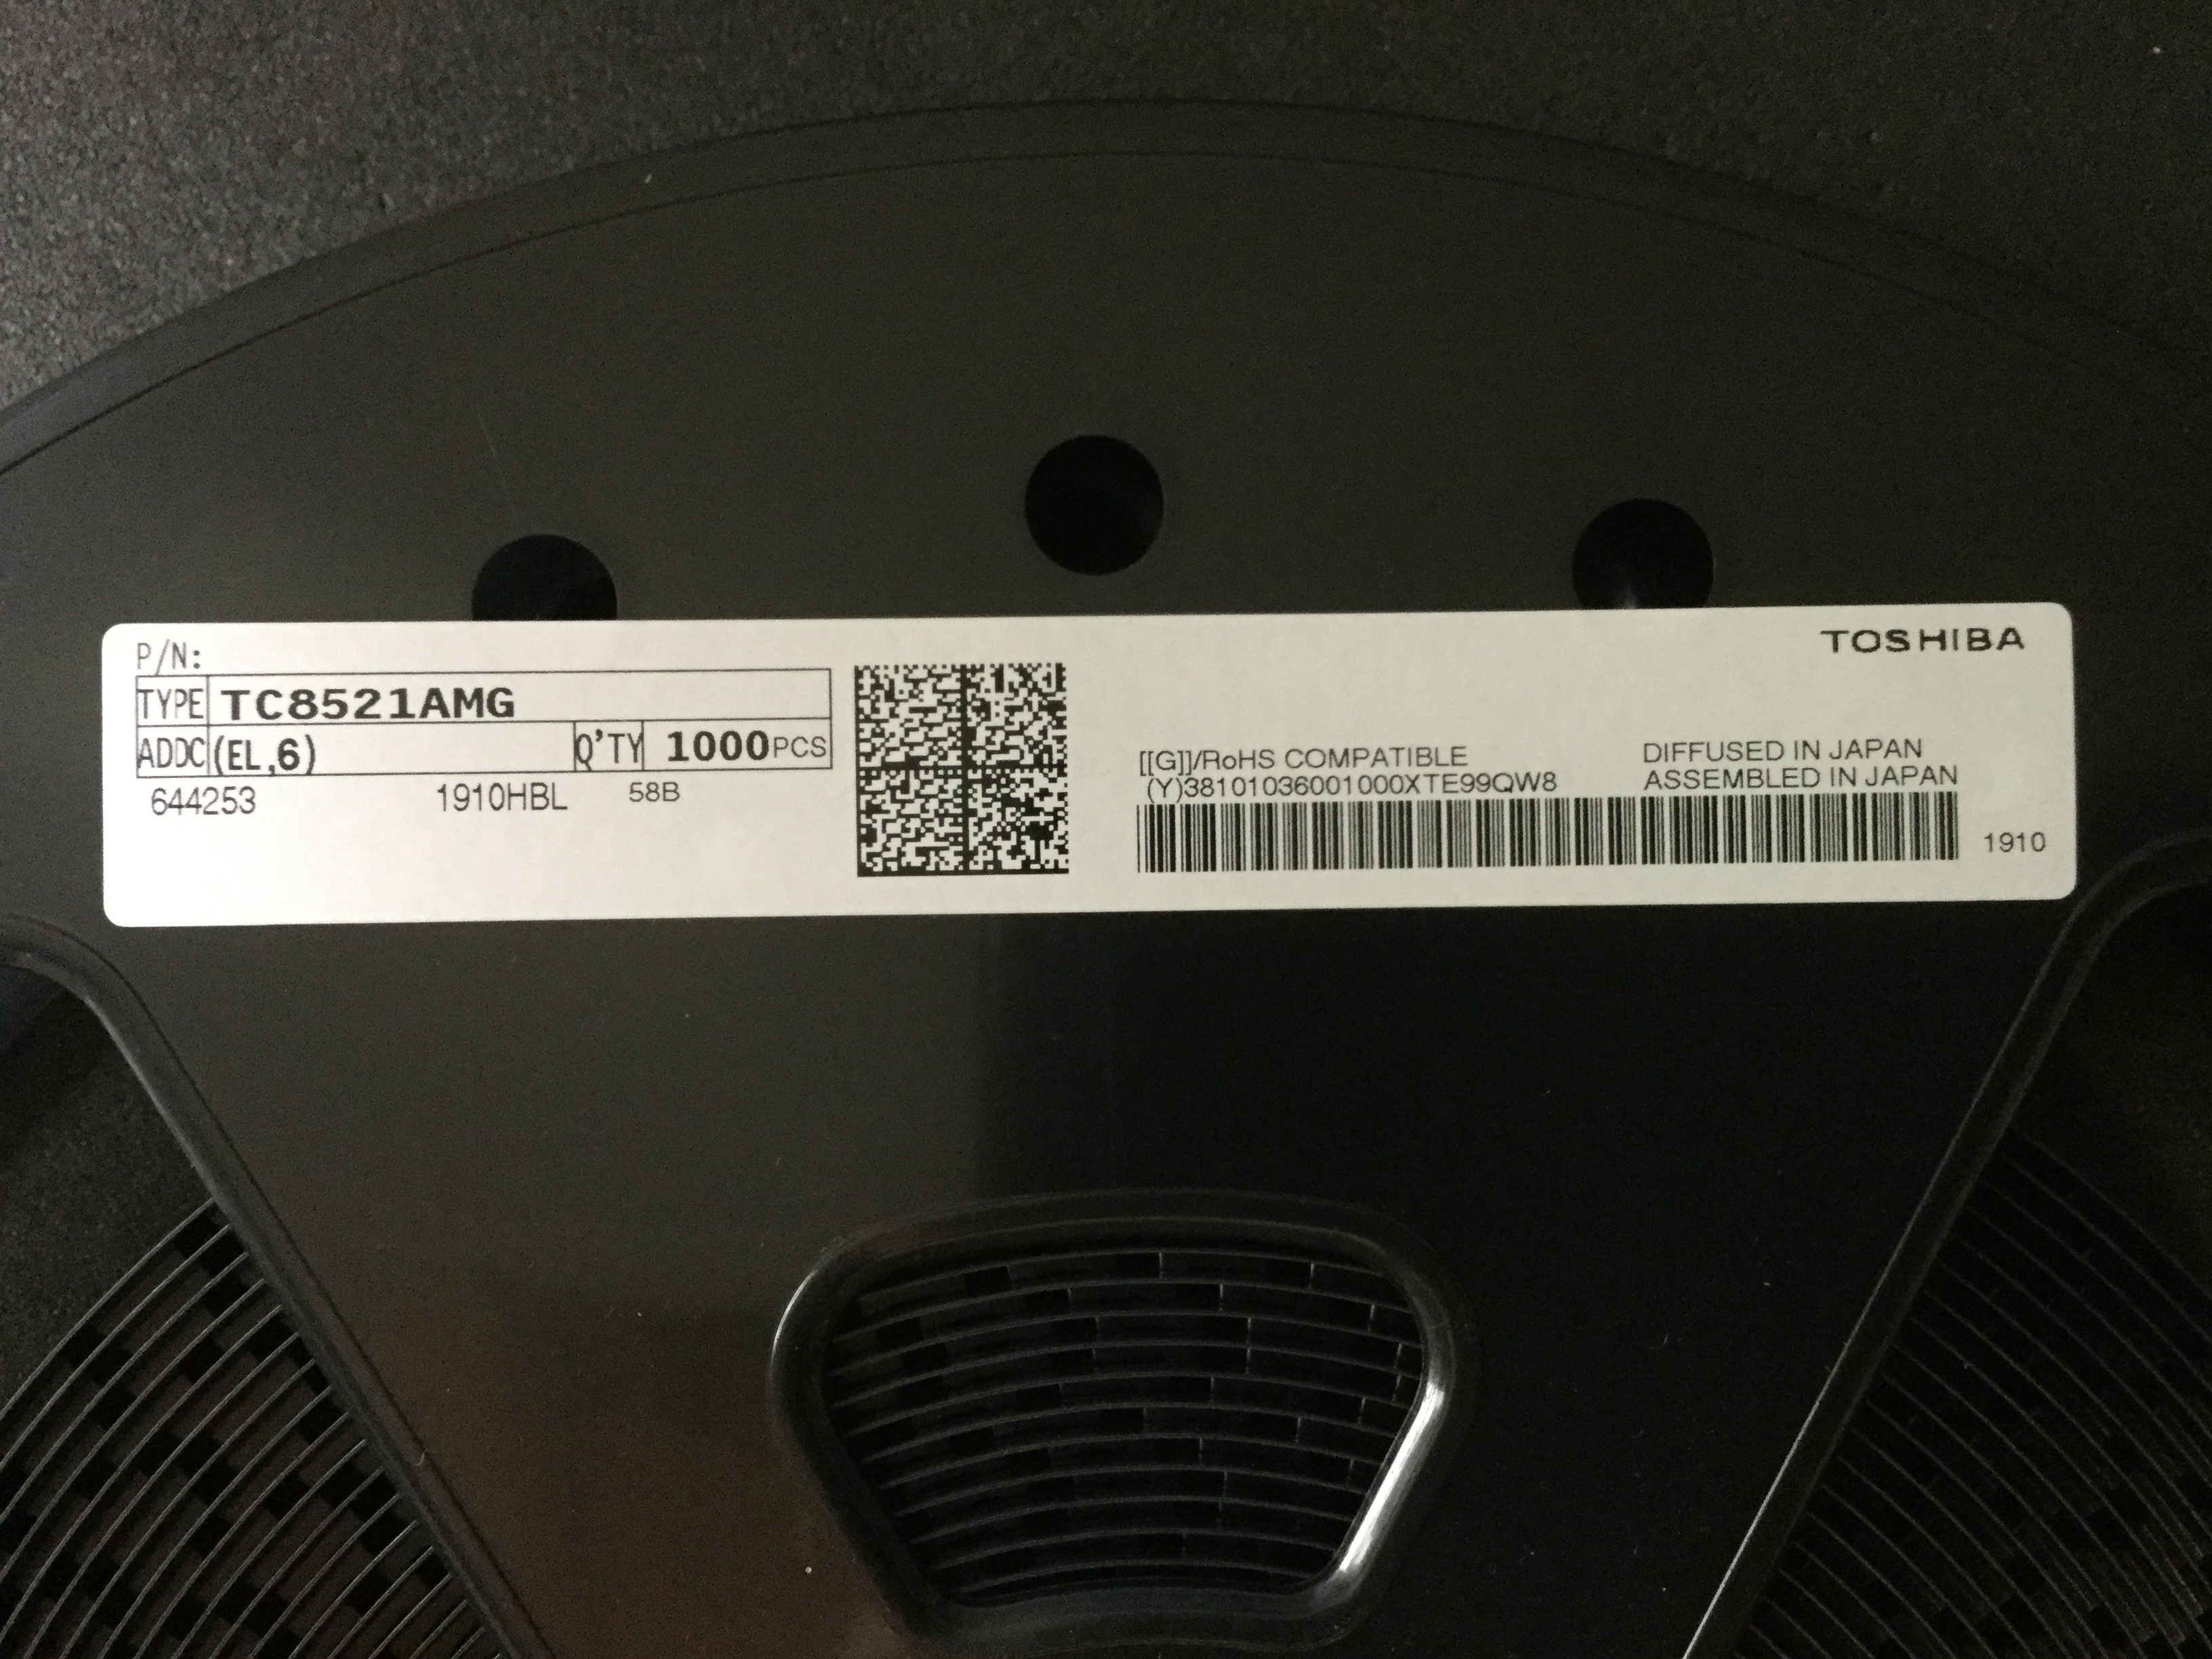 P/N:
TYPE TC8521AMG
ADDC (EL,6) Q'TY 1000PCS
644253 1910HBL 58B
TOSHIBA
[[G]]/RoHS COMPATIBLE
(Y)38101036001000XTE99QW8
DIFFUSED IN JAPAN
ASSEMBLED IN JAPAN
1910